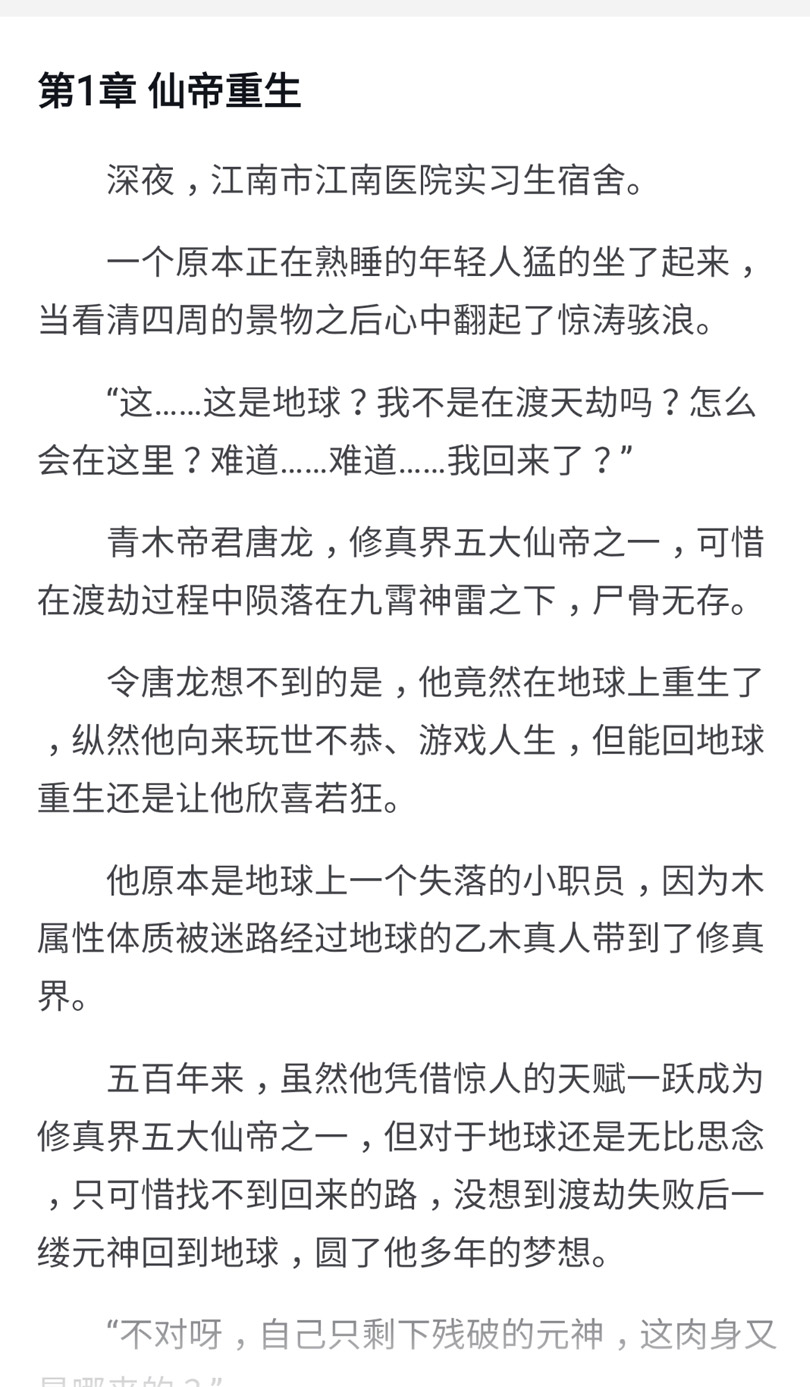 第1章 仙帝重生
深夜，江南市江南医院实习生宿舍。
一个原本正在熟睡的年轻人猛的坐了起来，
当看清四周的景物之后心中翻起了惊涛骇浪。
“这……这是地球？我不是在渡天劫吗？怎么
会在这里？难道……难道……我回来了？”
青木帝君唐龙，修真界五大仙帝之一，可惜
在渡劫过程中陨落在九霄神雷之下，尸骨无存。
令唐龙想不到的是，他竟然在地球上重生了
，纵然他向来玩世不恭、游戏人生，但能回地球
重生还是让他欣喜若狂。
他原本是地球上一个失落的小职员，因为木
属性体质被迷路经过地球的乙木真人带到了修真
界。
五百年来，虽然他凭借惊人的天赋一跃成为
修真界五大仙帝之一，但对于地球还是无比思念
，只可惜找不到回来的路，没想到渡劫失败后一
缕元神回到地球，圆了他多年的梦想。
“不对呀，自己只剩下残破的元神，这肉身又
是哪来的？”